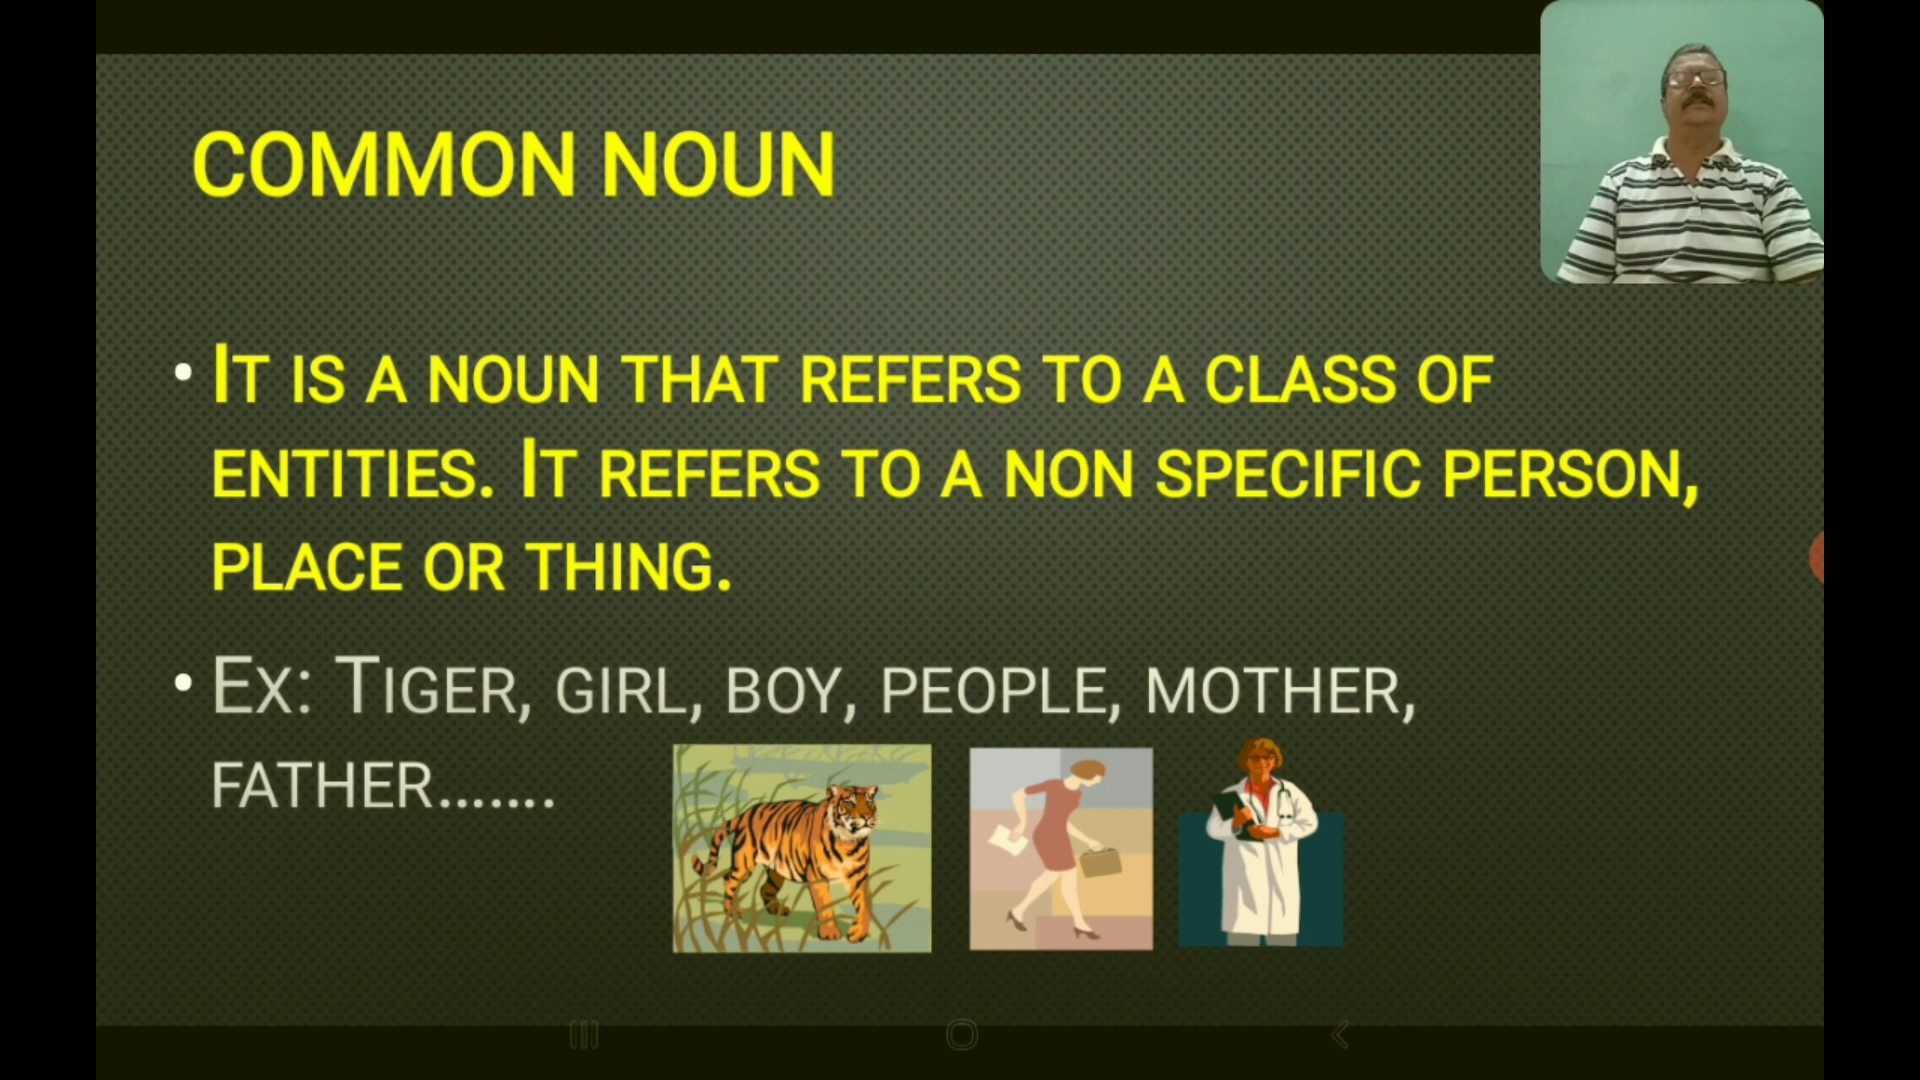 COMMON NOUN
• IT IS A NOUN THAT REFERS TO A CLASS OF
ENTITIES. IT REFERS TO A NON SPECIFIC PERSON,
PLACE OR THING.
• EX: TIGER, GIRL, BOY, PEOPLE, MOTHER,
FATHER.......